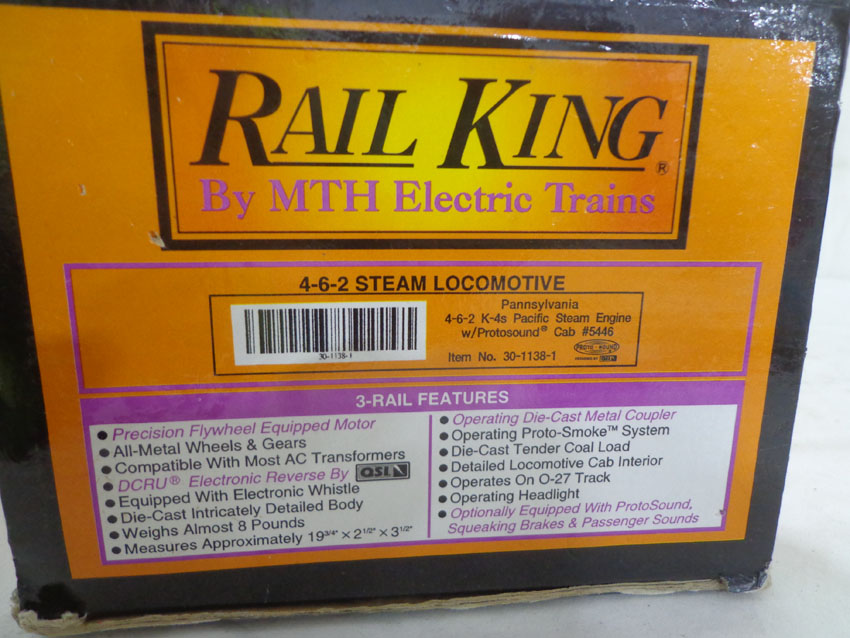 RAIL KING®
By MTH Electric Trains
4-6-2 STEAM LOCOMOTIVE
30-1138-1
Pannsylvania
4-6-2 K-4s Pacific Steam Engine
w/Protosound® Cab #5446
Item No. 30-1138-1
PROTO-SOUND
3-RAIL FEATURES
• Precision Flywheel Equipped Motor
• All-Metal Wheels & Gears
• Compatible With Most AC Transformers
• DCRU® Electronic Reverse By QSI
• Equipped With Electronic Whistle
• Die-Cast Intricately Detailed Body
• Weighs Almost 8 Pounds
• Measures Approximately 19 3/4" × 2 1/2" × 3 1/2"
• Operating Die-Cast Metal Coupler
• Operating Proto-Smoke™ System
• Die-Cast Tender Coal Load
• Detailed Locomotive Cab Interior
• Operates On O-27 Track
• Operating Headlight
• Optionally Equipped With ProtoSound,
Squeaking Brakes & Passenger Sounds